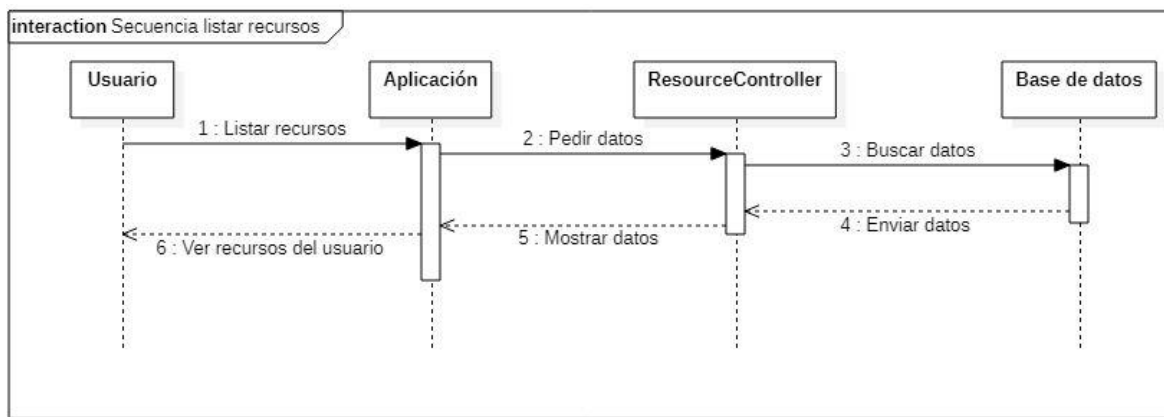 interaction Secuencia listar recursos
Usuario
Aplicación
ResourceController
Base de datos
1 : Listar recursos
2 : Pedir datos
3 : Buscar datos
4 : Enviar datos
5 : Mostrar datos
6 : Ver recursos del usuario